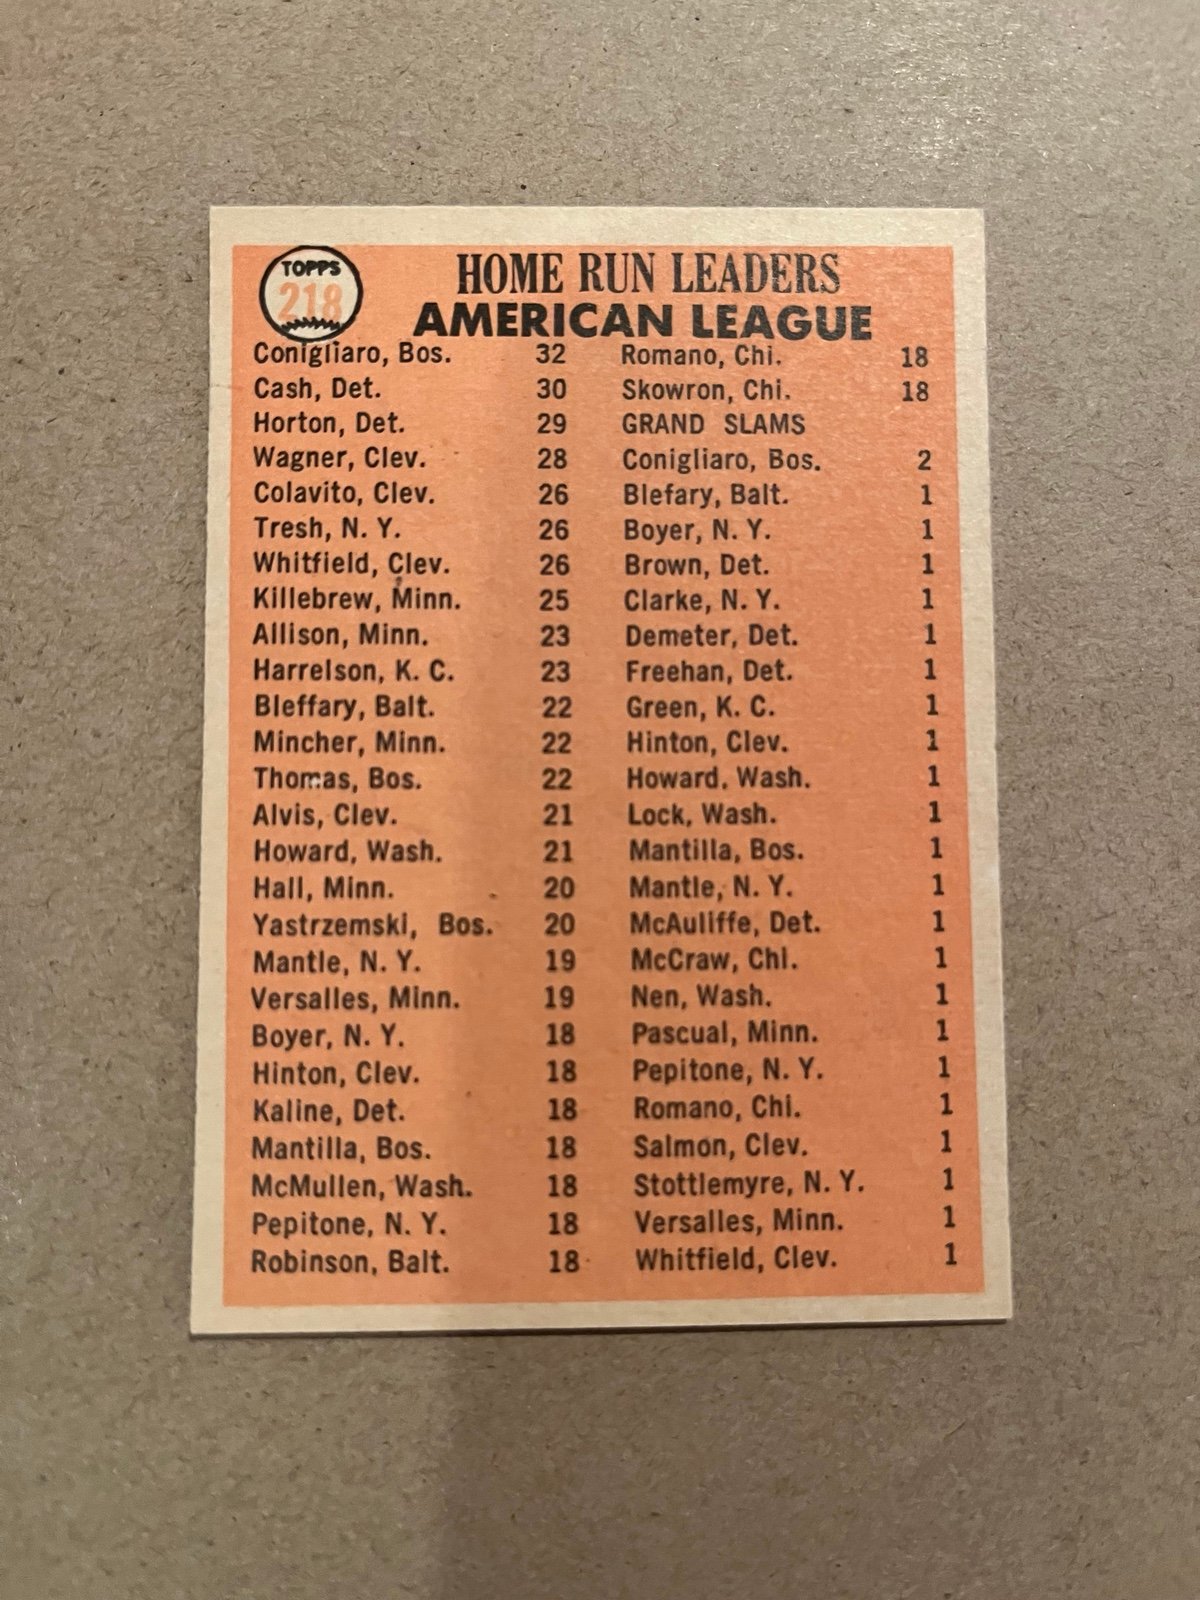 TOPPS
218
HOME RUN LEADERS
AMERICAN LEAGUE
Conigliaro, Bos. 32
Cash, Det. 30
Horton, Det. 29
Wagner, Clev. 28
Colavito, Clev. 26
Tresh, N. Y. 26
Whitfield, Clev. 26
Killebrew, Minn. 25
Allison, Minn. 23
Harrelson, K. C. 23
Bleffary, Balt. 22
Mincher, Minn. 22
Thomas, Bos. 22
Alvis, Clev. 21
Howard, Wash. 21
Hall, Minn. 20
Yastrzemski, Bos. 20
Mantle, N. Y. 19
Versalles, Minn. 19
Boyer, N. Y. 18
Hinton, Clev. 18
Kaline, Det. 18
Mantilla, Bos. 18
McMullen, Wash. 18
Pepitone, N. Y. 18
Robinson, Balt. 18
Romano, Chi. 18
Skowron, Chi. 18
GRAND SLAMS
Conigliaro, Bos. 2
Blefary, Balt. 1
Boyer, N. Y. 1
Brown, Det. 1
Clarke, N. Y. 1
Demeter, Det. 1
Freehan, Det. 1
Green, K. C. 1
Hinton, Clev. 1
Howard, Wash. 1
Lock, Wash. 1
Mantilla, Bos. 1
Mantle, N. Y. 1
McAuliffe, Det. 1
McCraw, Chi. 1
Nen, Wash. 1
Pascual, Minn. 1
Pepitone, N. Y. 1
Romano, Chi. 1
Salmon, Clev. 1
Stottlemyre, N. Y. 1
Versalles, Minn. 1
Whitfield, Clev. 1